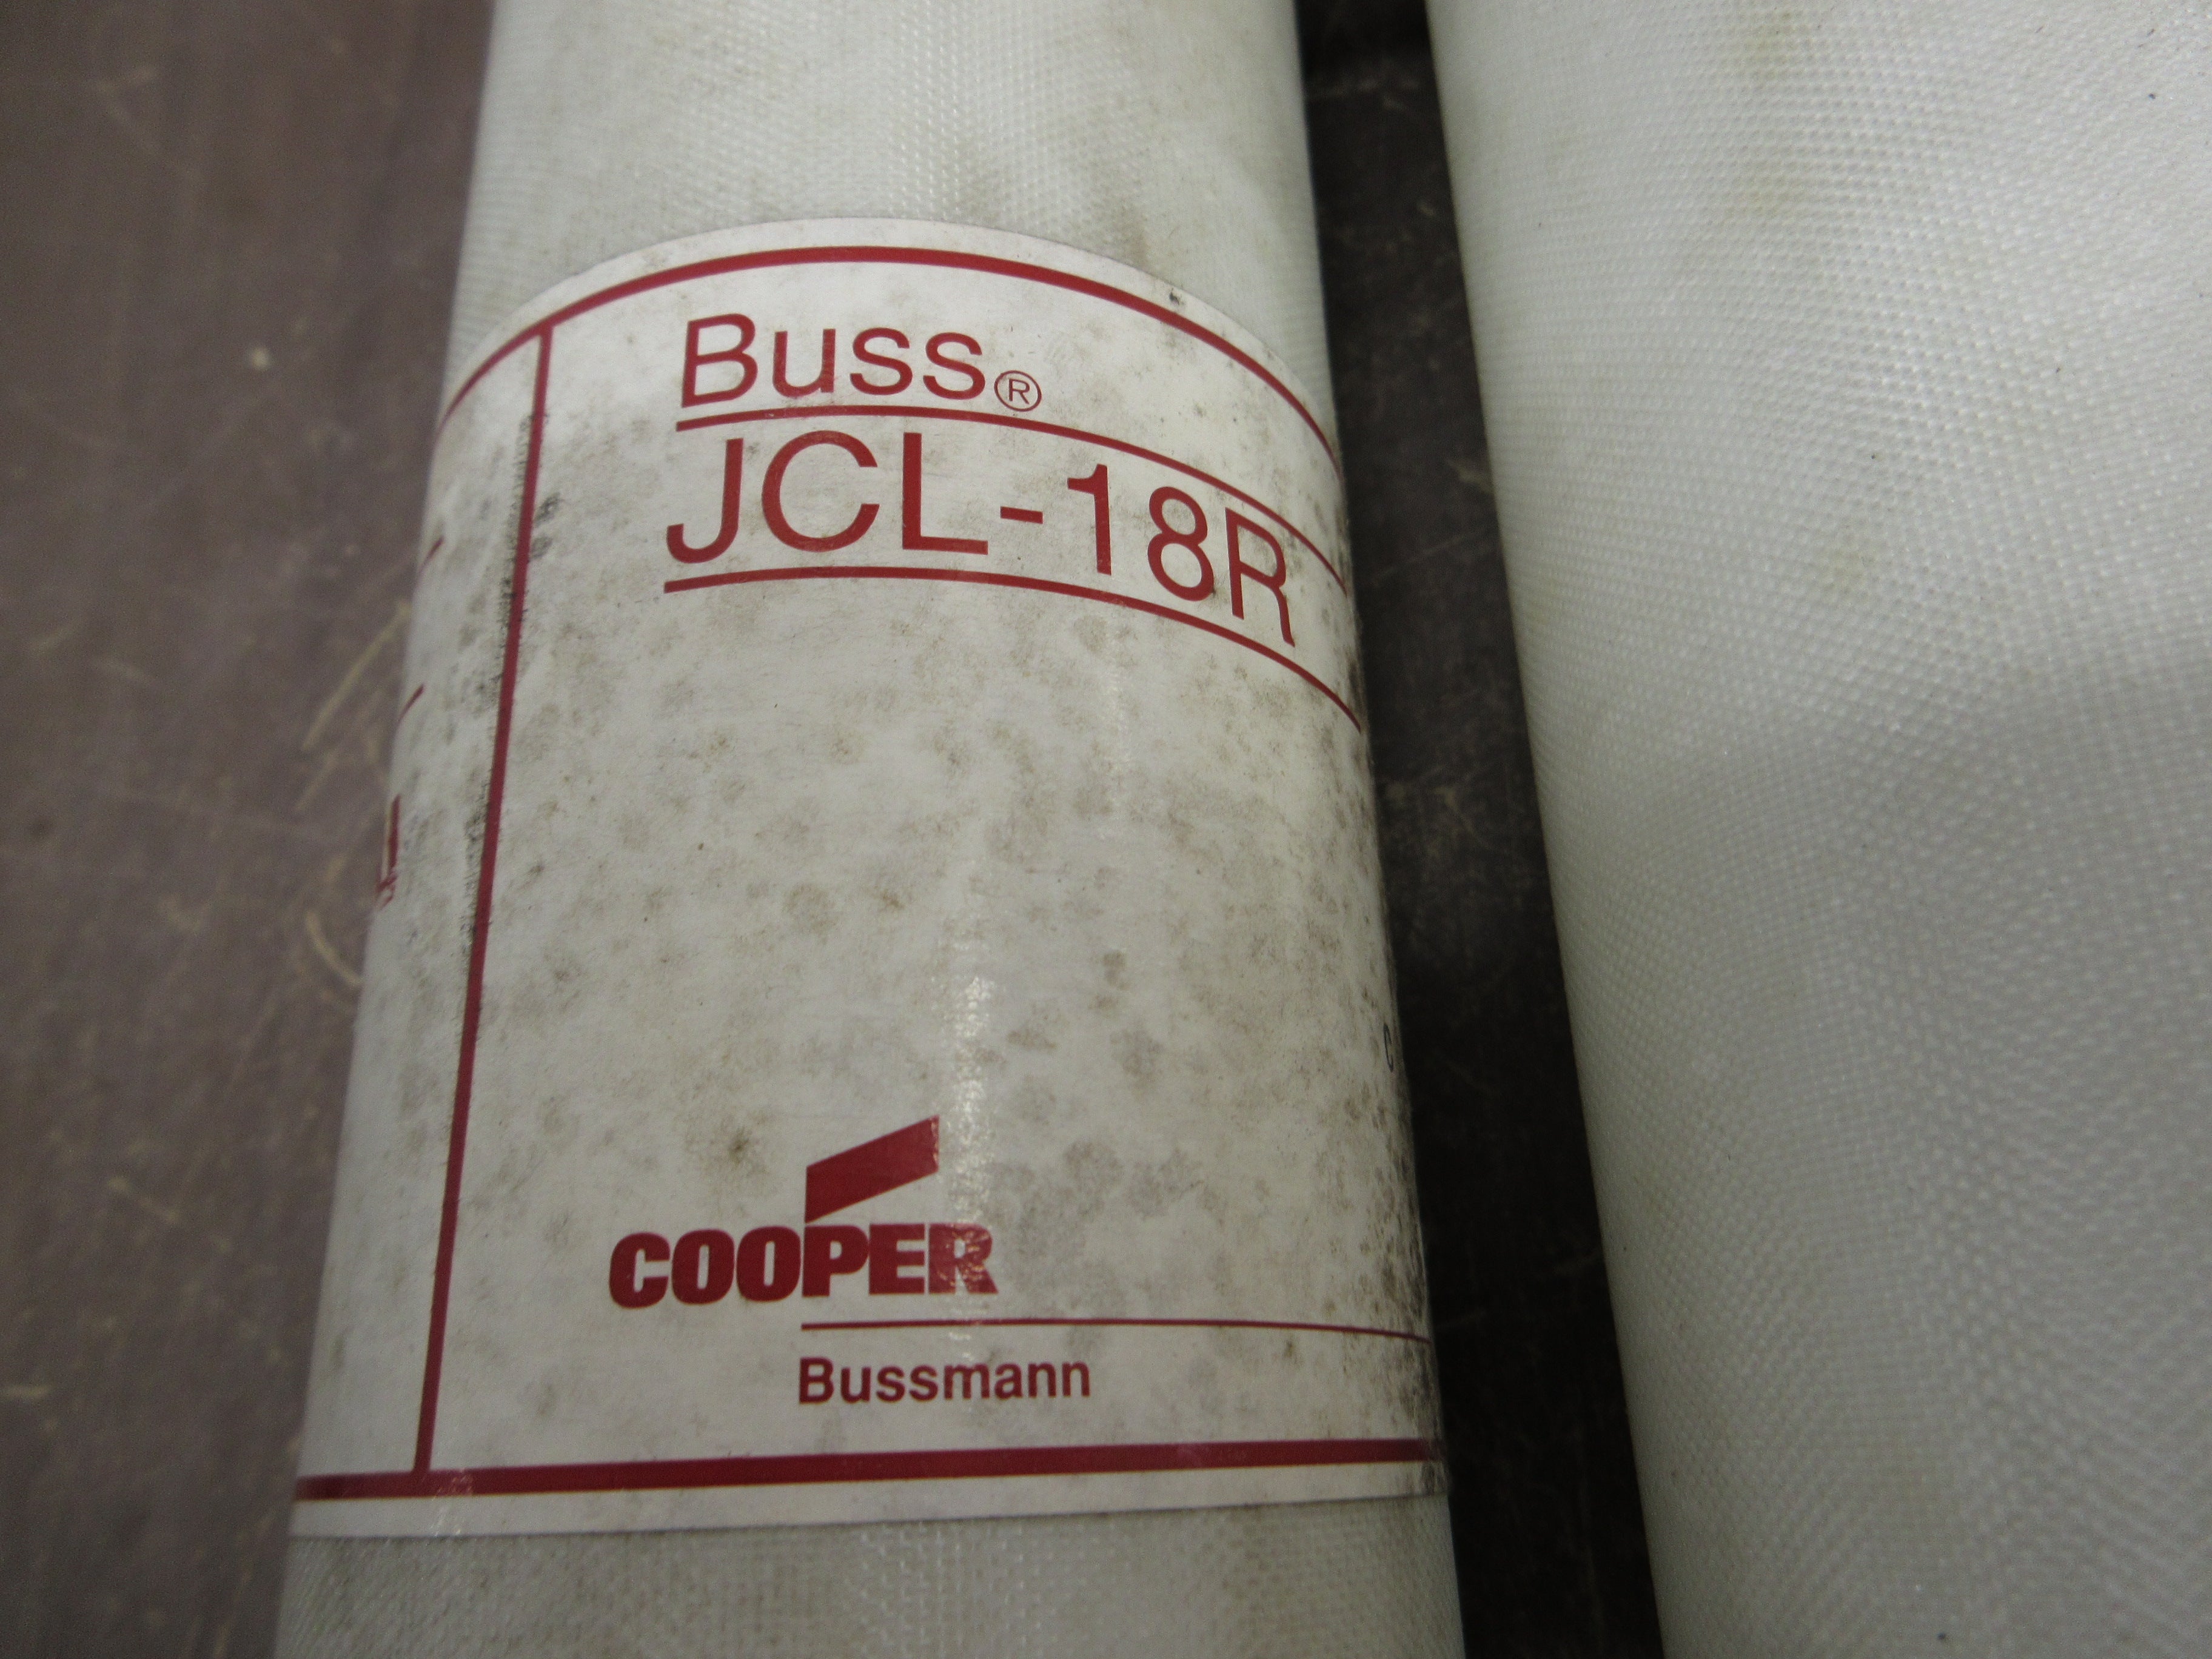 Buss®
JCL-18R
COOPER
Bussmann